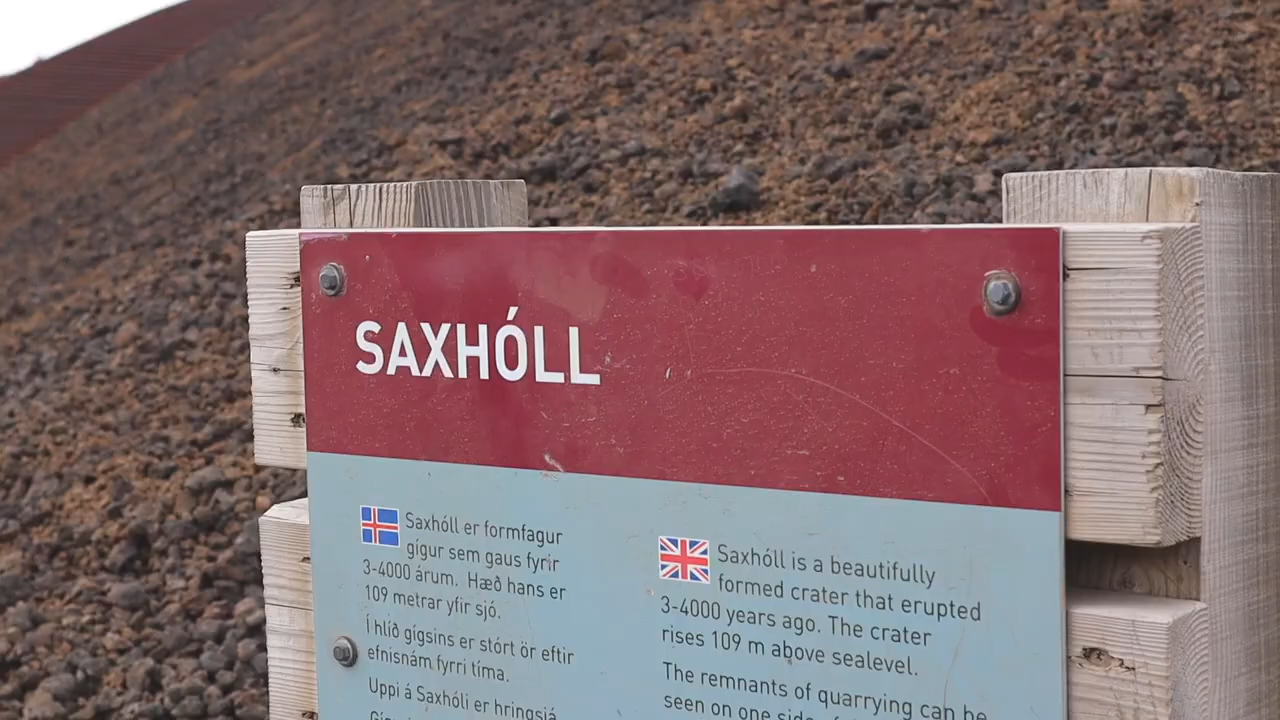 SAXHÓLL
Saxhóll er formfagur
gígur sem gaus fyrir
3-4000 árum. Hæð hans er
109 metrar yfir sjó.
Í hlíð gígsins er stórt ör eftir
efnisnám fyrri tíma.
Uppi á Saxhóli er hringsjá
Saxhóll is a beautifully
formed crater that erupted
3-4000 years ago. The crater
rises 109 m above sealevel.
The remnants of quarrying can be
seen on one side of